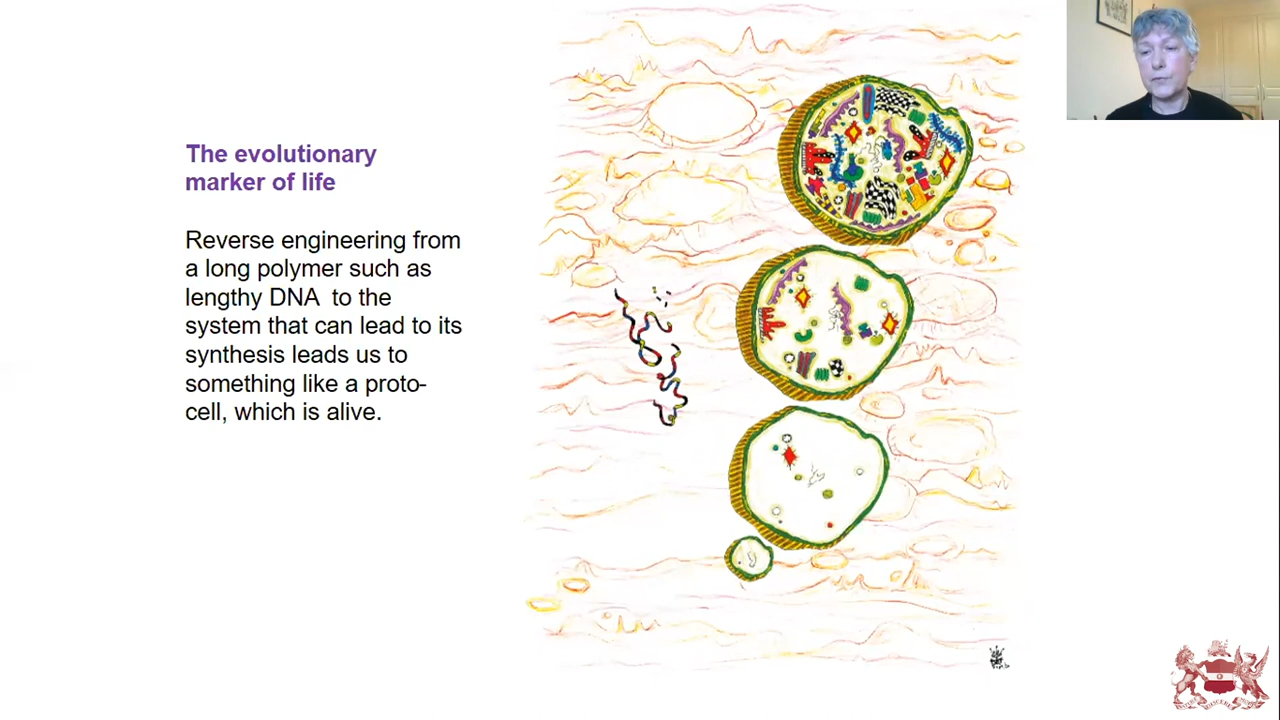 The evolutionary
marker of life
Reverse engineering from
a long polymer such as
lengthy DNA to the
system that can lead to its
synthesis leads us to
something like a proto-
cell, which is alive.